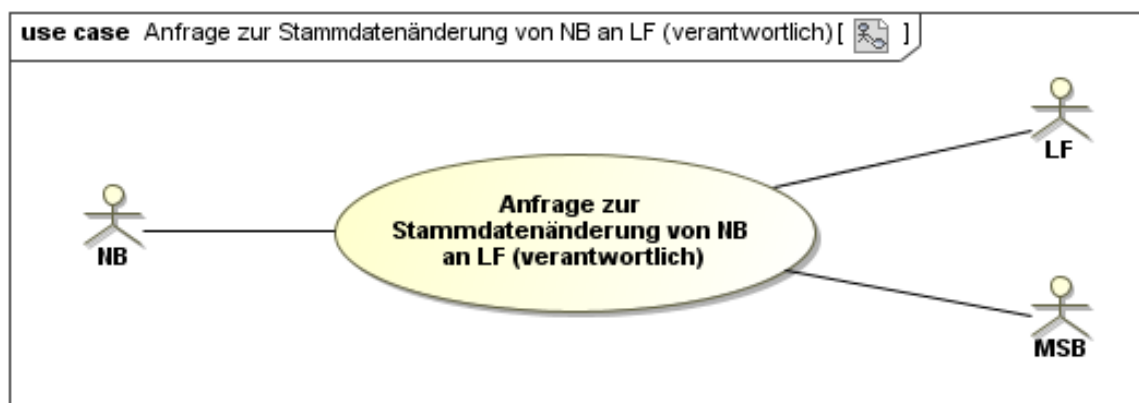 use case Anfrage zur Stammdatenänderung von NB an LF (verantwortlich)[ ]
LF
Anfrage zur
Stammdatenänderung von NB
an LF (verantwortlich)
NB
MSB